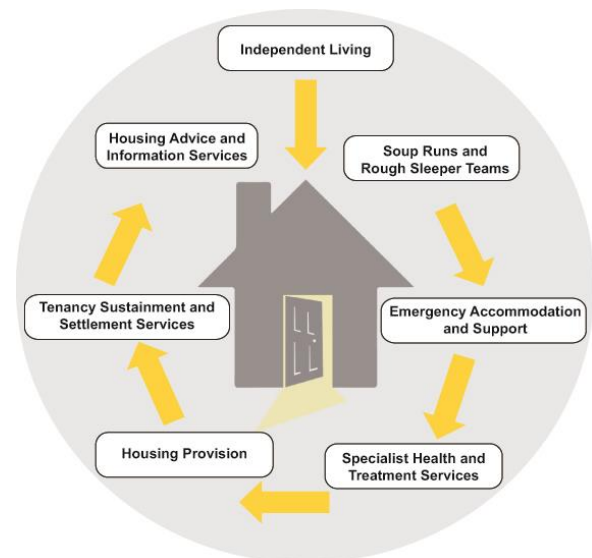 Independent Living
Soup Runs and
Rough Sleeper Teams
Emergency Accommodation
and Support
Specialist Health and
Treatment Services
Housing Provision
Tenancy Sustainment and
Settlement Services
Housing Advice and
Information Services